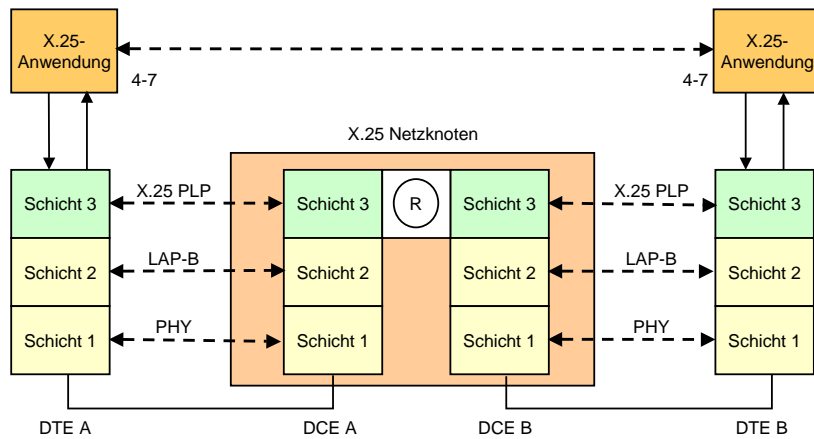 X.25-
Anwendung
X.25-
Anwendung
4-7
4-7
X.25 Netzknoten
Schicht 3
X.25 PLP
Schicht 3
R
Schicht 3
X.25 PLP
Schicht 3
Schicht 2
LAP-B
Schicht 2
Schicht 2
LAP-B
Schicht 2
Schicht 1
PHY
Schicht 1
Schicht 1
PHY
Schicht 1
DTE A
DCE A
DCE B
DTE B